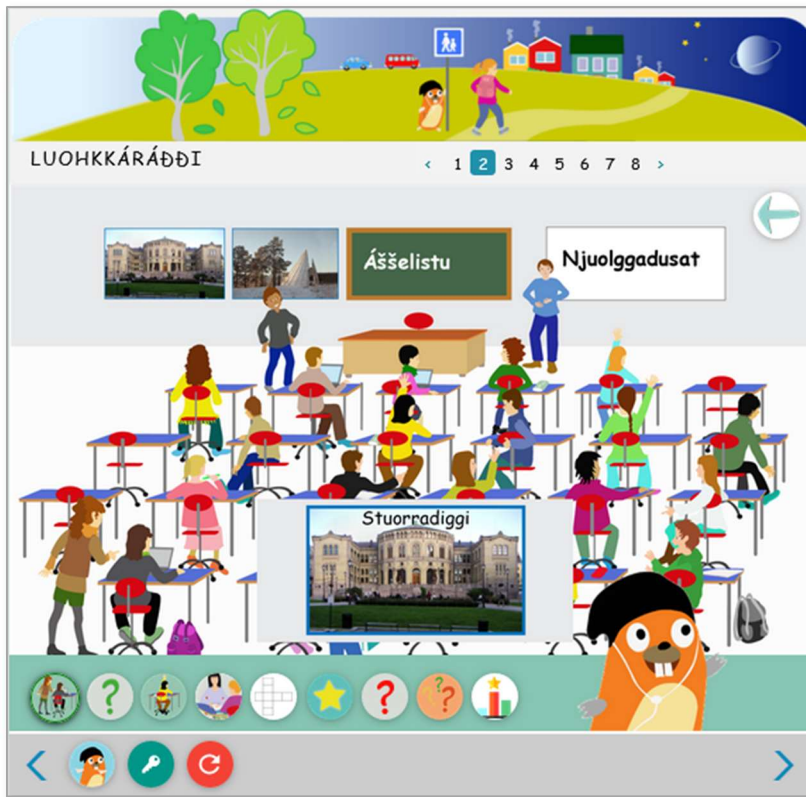 LUOHKKÁRÁĐĐI
< 1 2 3 4 5 6 7 8 >
Áššelistu
Njuolggadusat
Stuorradiggi